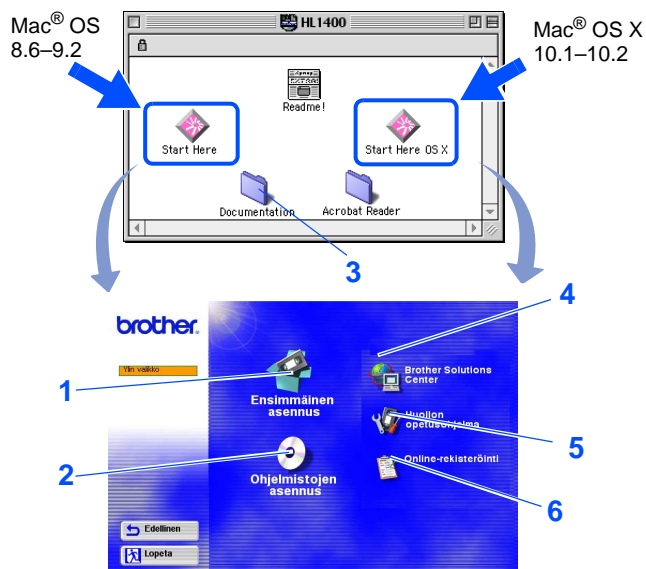 Mac® OS
8.6–9.2
HL1400
Mac® OS X
10.1–10.2
Readme!
Start Here
Start Here OS X
Documentation
Acrobat Reader
3
4
brother.
Ylin valikko
1
Ensimmäinen
asennus
Brother Solutions
Center
Huollon
opetusohjelma
5
2
Ohjelmistojen
asennus
Online-rekisteröinti
6
Edellinen
Lopeta